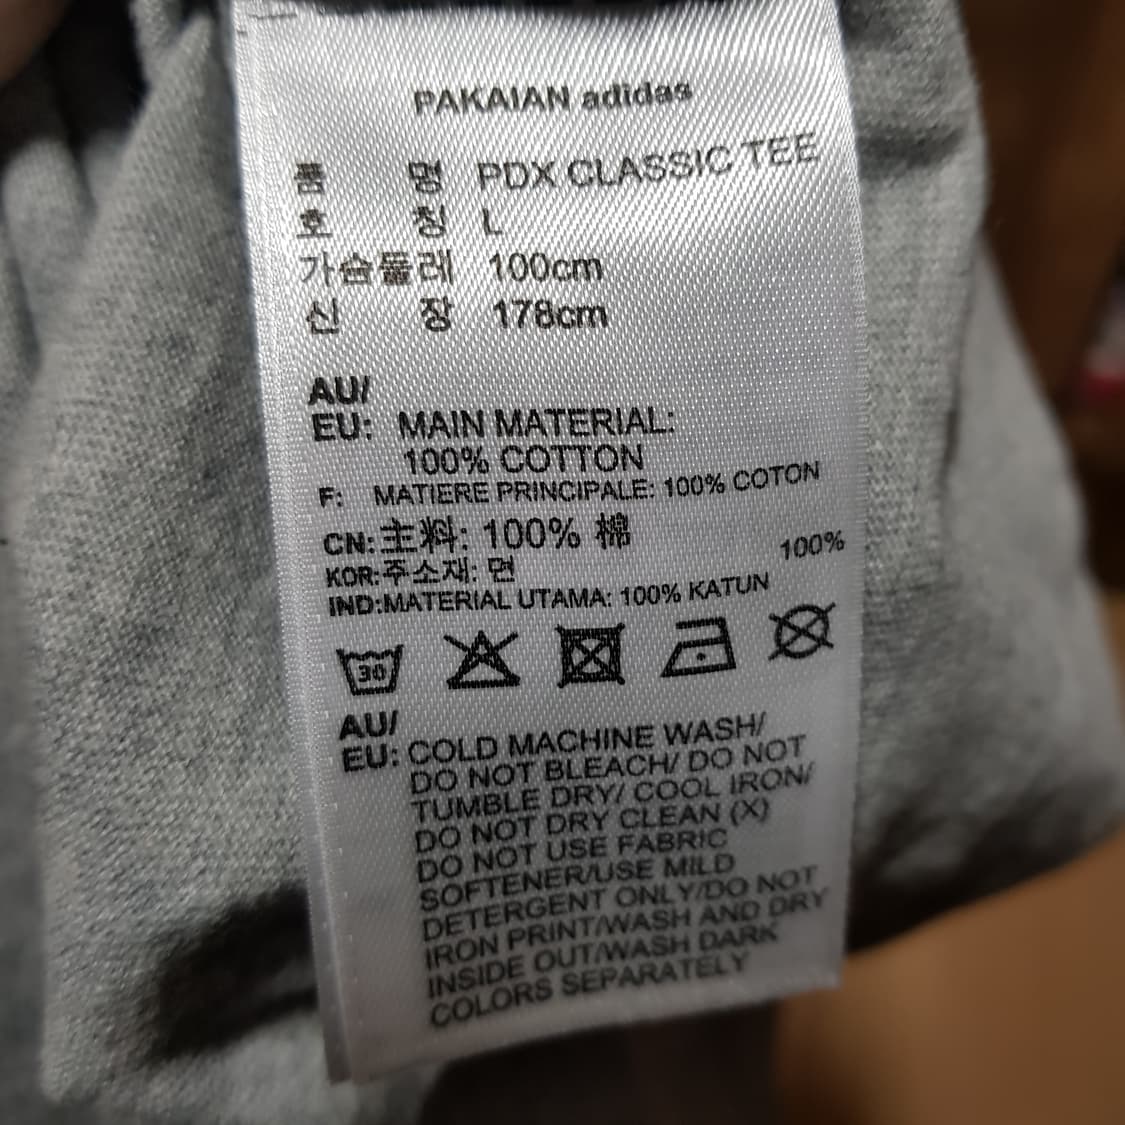 PAKAIAN adidas
품 명 PDX CLASSIC TEE
호 칭 L
가슴둘레 100cm
신 장 178cm
AU/
EU: MAIN MATERIAL:
100% COTTON
F: MATIERE PRINCIPALE: 100% COTON
CN:主料: 100% 棉
KOR:주소재: 면 100%
IND:MATERIAL UTAMA: 100% KATUN
30
AU/
EU: COLD MACHINE WASH/
DO NOT BLEACH/ DO NOT
TUMBLE DRY/ COOL IRON/
DO NOT DRY CLEAN (X)
DO NOT USE FABRIC
SOFTENER/USE MILD
DETERGENT ONLY/DO NOT
IRON PRINT/WASH AND DRY
INSIDE OUT/WASH DARK
COLORS SEPARATELY